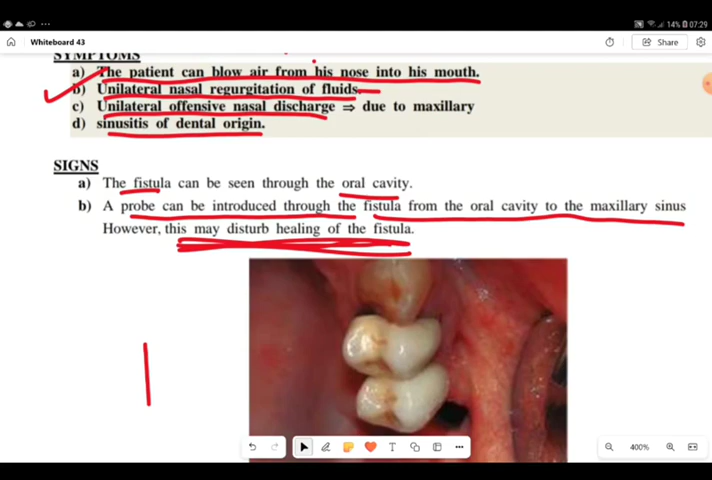 14% 07:29
Whiteboard 43
Share
SYMPTOMS
a) The patient can blow air from his nose into his mouth.
b) Unilateral nasal regurgitation of fluids.
c) Unilateral offensive nasal discharge ⇒ due to maxillary
d) sinusitis of dental origin.
SIGNS
a) The fistula can be seen through the oral cavity.
b) A probe can be introduced through the fistula from the oral cavity to the maxillary sinus
However, this may disturb healing of the fistula.
T
400%